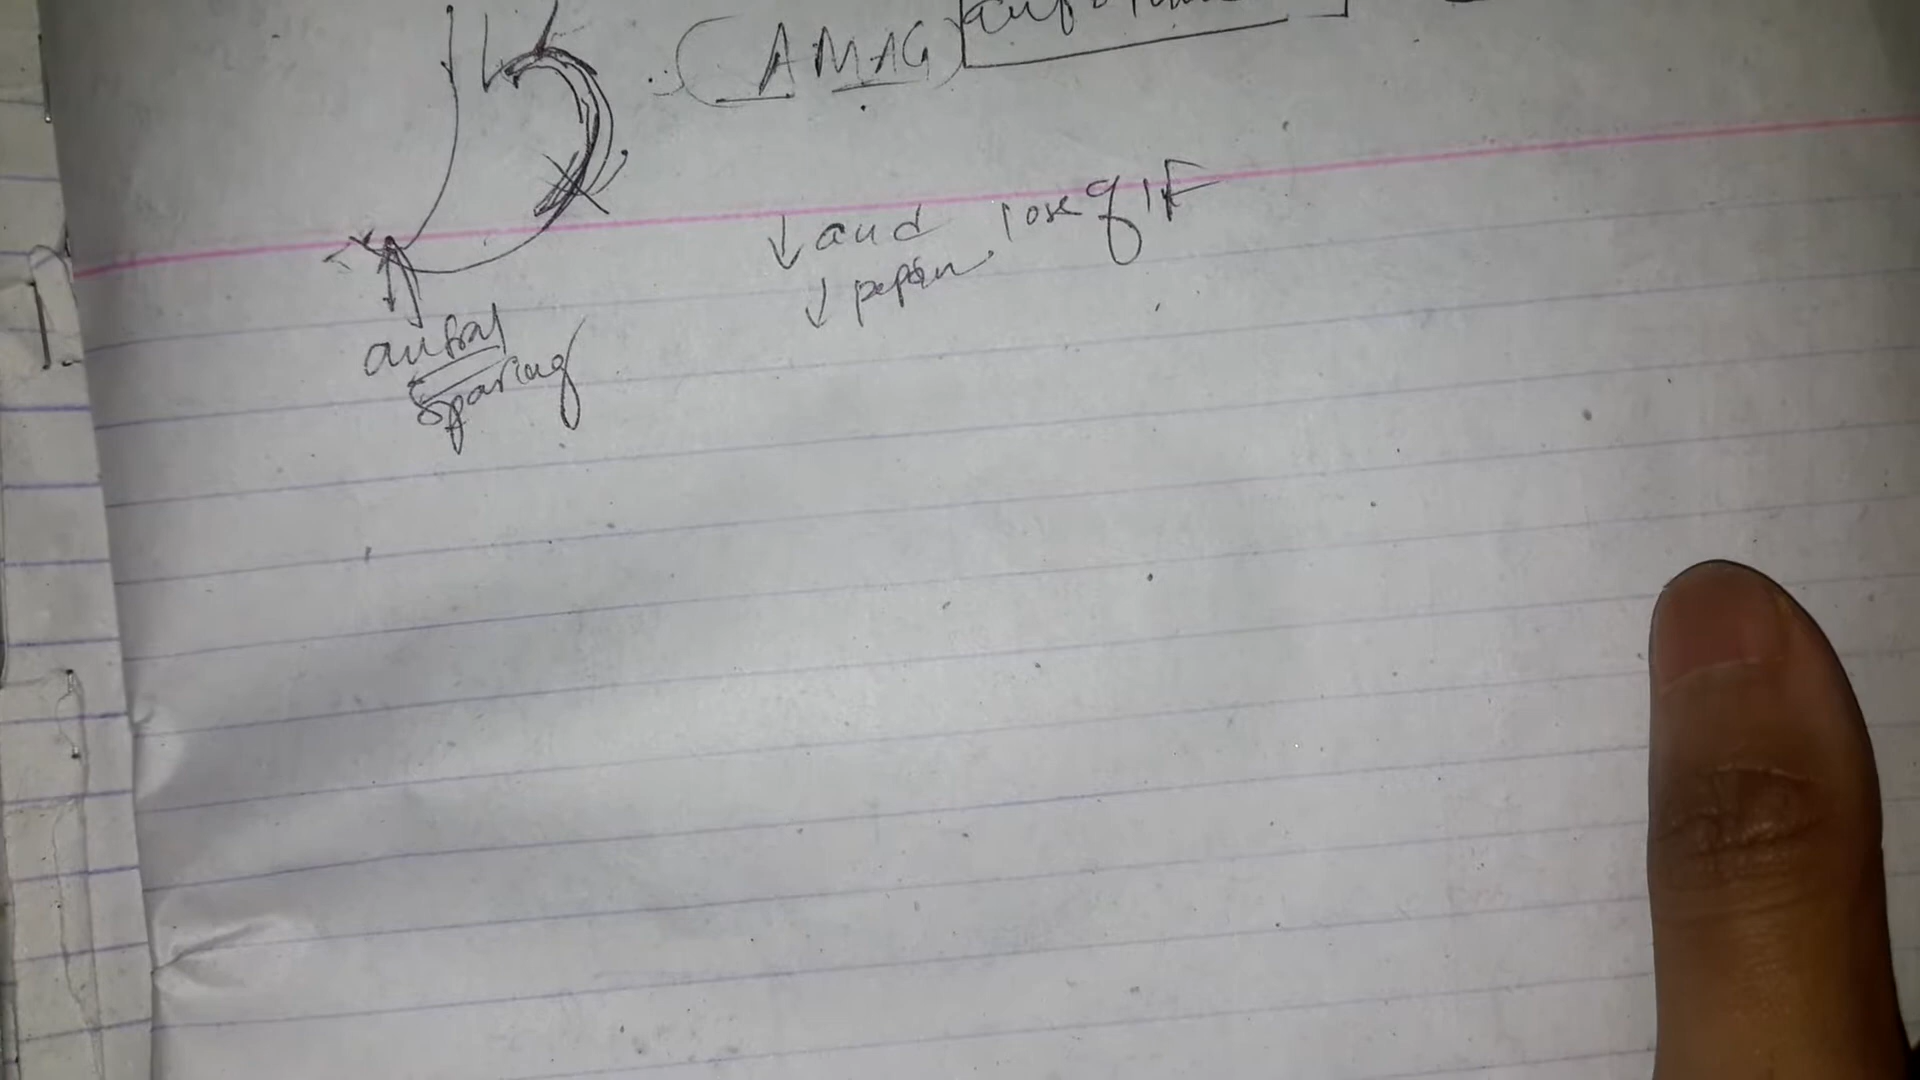 AMAG
↓ acid loss of IF
↓ pepsin
antral
sparing